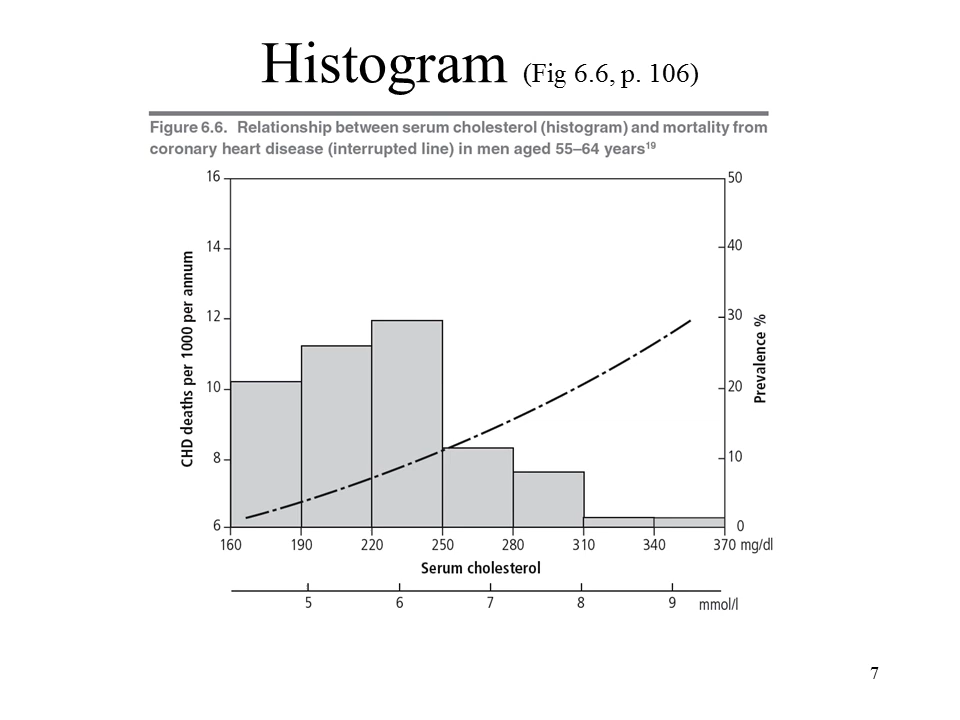 Histogram (Fig 6.6, p. 106)
Figure 6.6. Relationship between serum cholesterol (histogram) and mortality from
coronary heart disease (interrupted line) in men aged 55–64 years19
16
14
12
10
8
6
CHD deaths per 1000 per annum
50
40
30
20
10
0
Prevalence %
160 190 220 250 280 310 340 370 mg/dl
Serum cholesterol
5 6 7 8 9 mmol/l
7